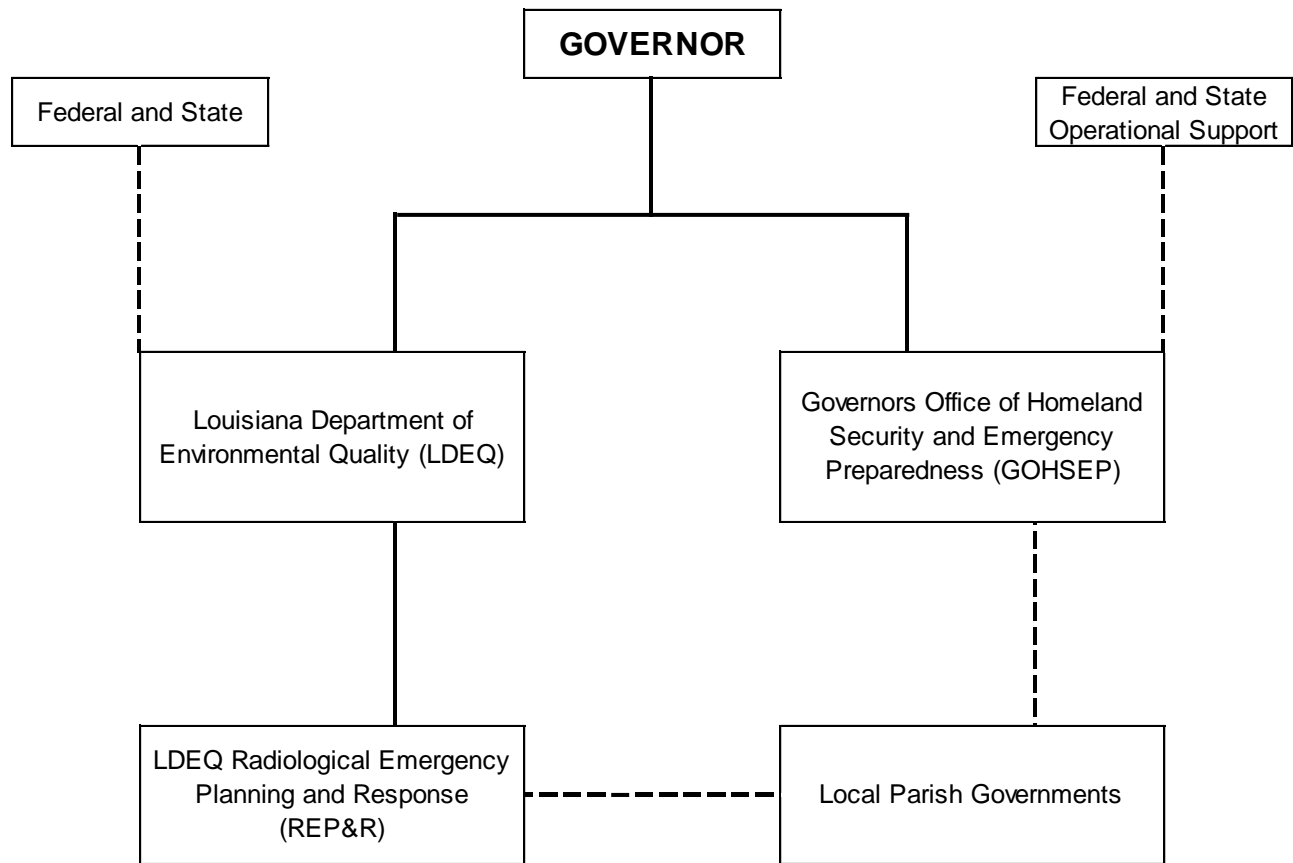 GOVERNOR
Federal and State
Federal and State
Operational Support
Louisiana Department of
Environmental Quality (LDEQ)
Governors Office of Homeland
Security and Emergency
Preparedness (GOHSEP)
LDEQ Radiological Emergency
Planning and Response
(REP&R)
Local Parish Governments